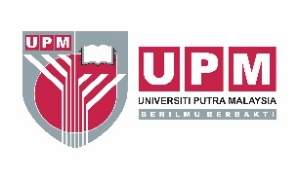 UPM
UPM
UNIVERSITI PUTRA MALAYSIA
BERILMU BERBAKTI